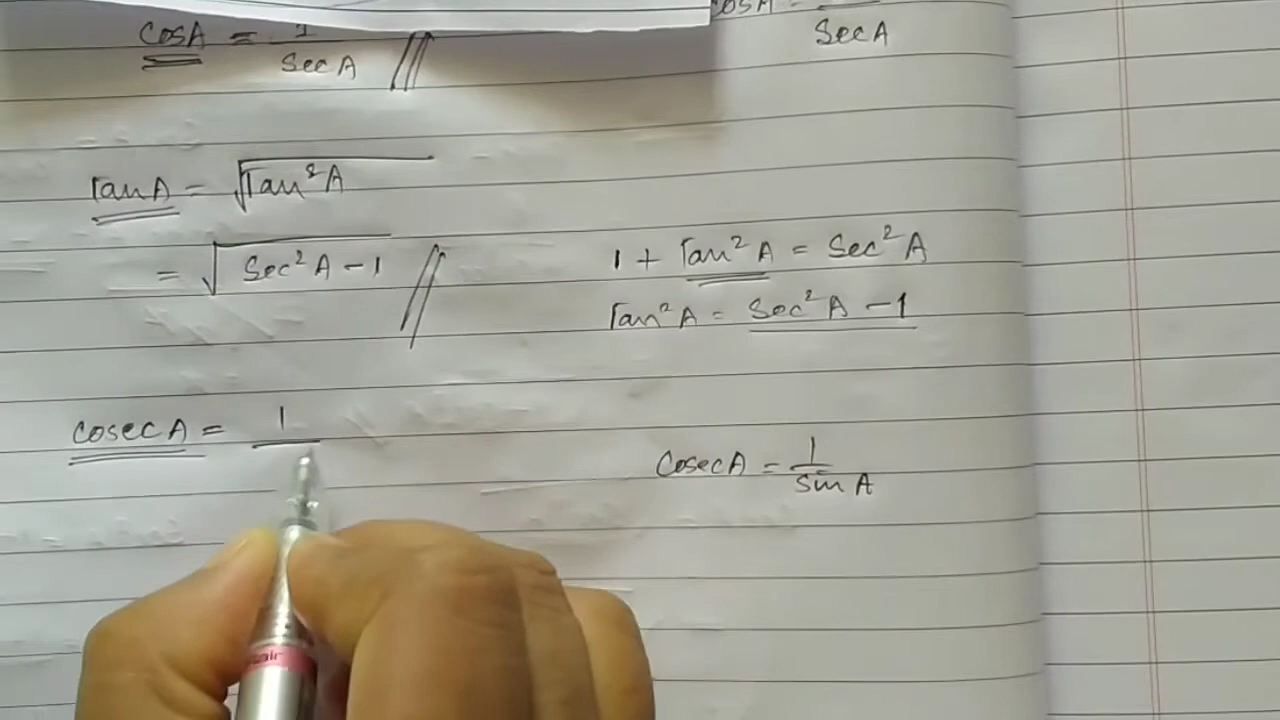 CosA = 1 / SecA
CosA = / SecA
TanA = √Tan²A
= √Sec²A - 1
1 + Tan²A = Sec²A
Tan²A = Sec²A - 1
CosecA = 1 /
CosecA = 1 / SinA